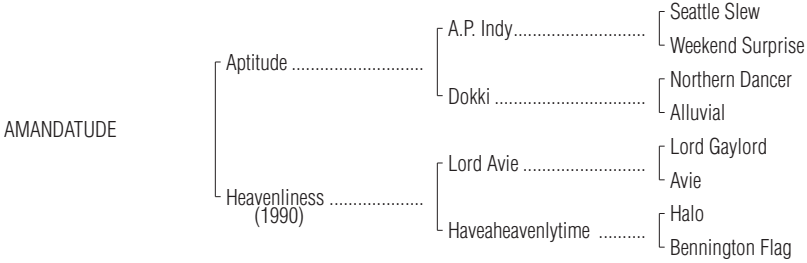 Seattle Slew
A.P. Indy..............................
Weekend Surprise
Aptitude ............................
Northern Dancer
Dokki ................................
Alluvial
AMANDATUDE
Lord Gaylord
Lord Avie ..........................
Avie
Heavenliness ....................
(1990)
Halo
Haveaheavenlytime ..........
Bennington Flag